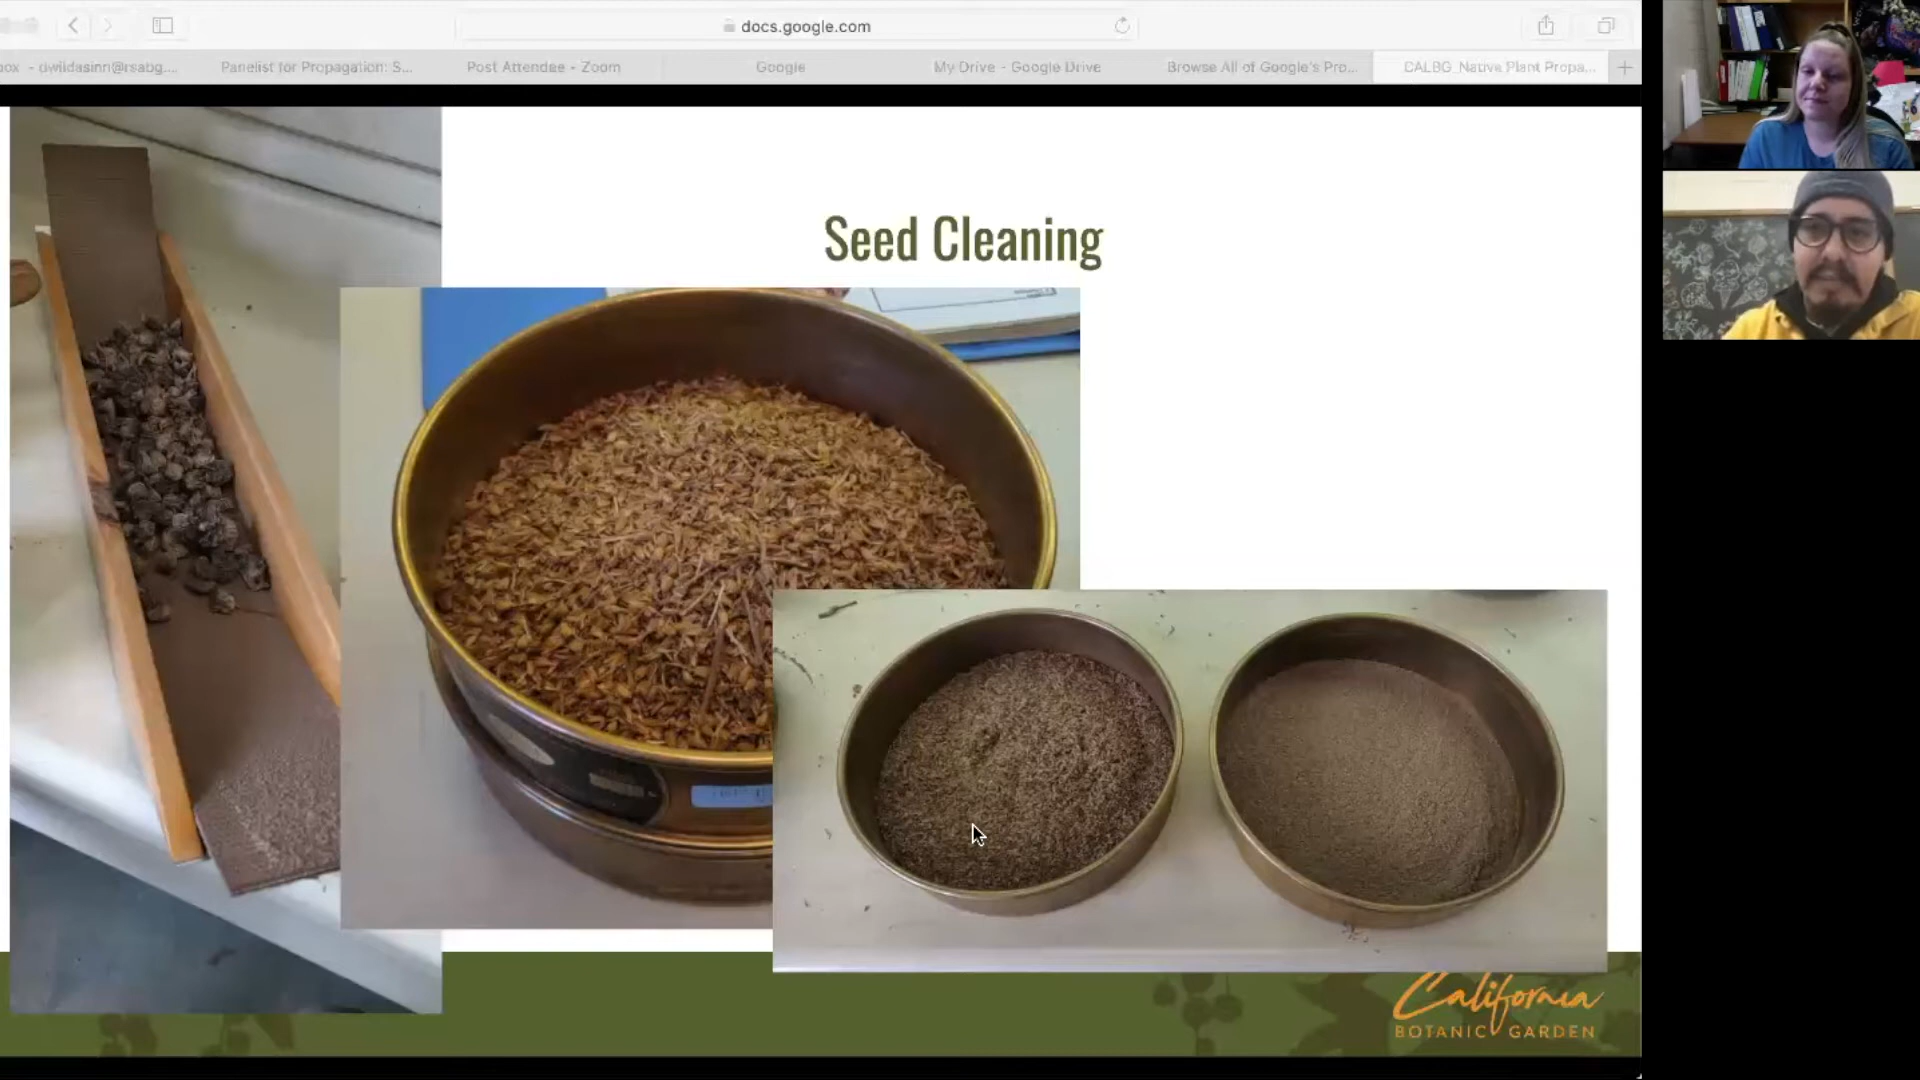 docs.google.com
ox - dwildasinn@rsabg....
Panelist for Propagation: S...
Post Attendee - Zoom
Google
My Drive - Google Drive
Browse All of Google's Pro...
CALBG_Native Plant Propa...
Seed Cleaning
California
BOTANIC GARDEN